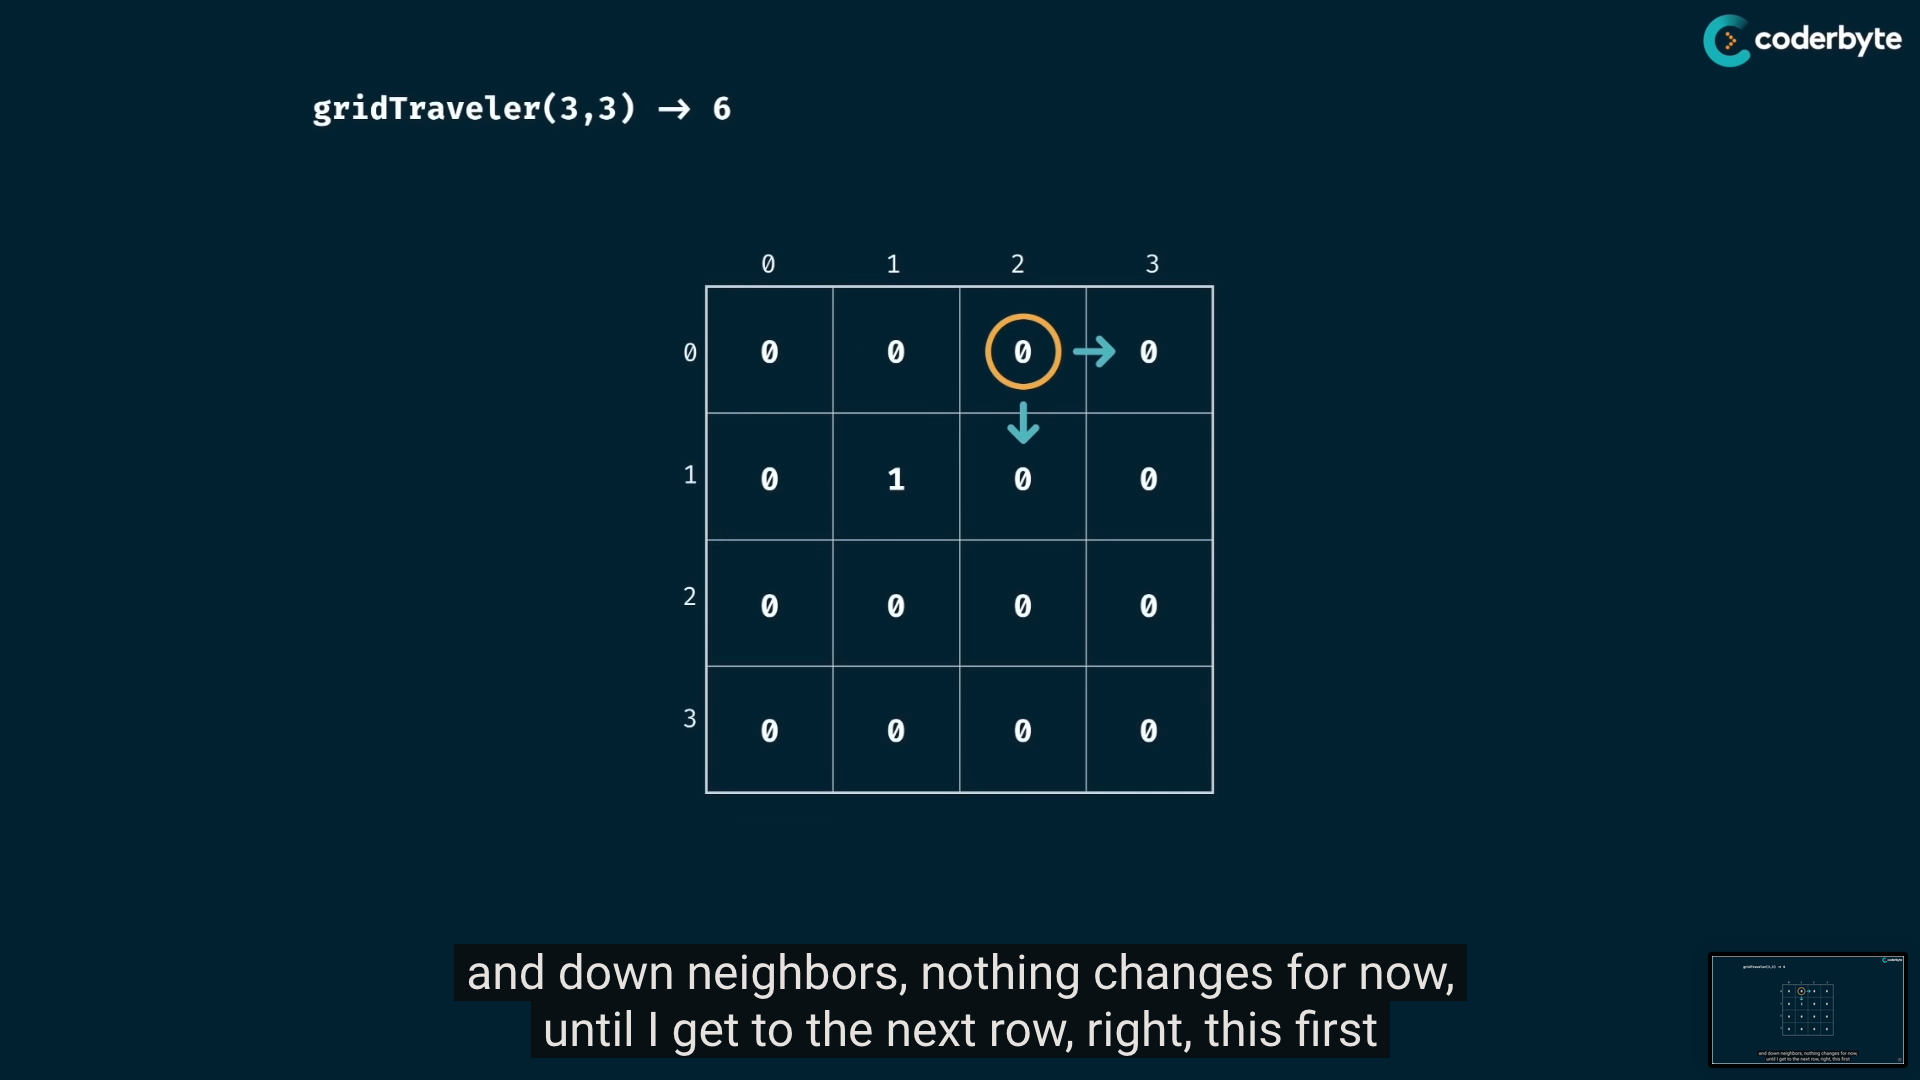 coderbyte
gridTraveler(3,3) → 6
0 1 2 3
0 0 0 0 → 0
1 0 1 0 0
2 0 0 0 0
3 0 0 0 0
and down neighbors, nothing changes for now,
until I get to the next row, right, this first